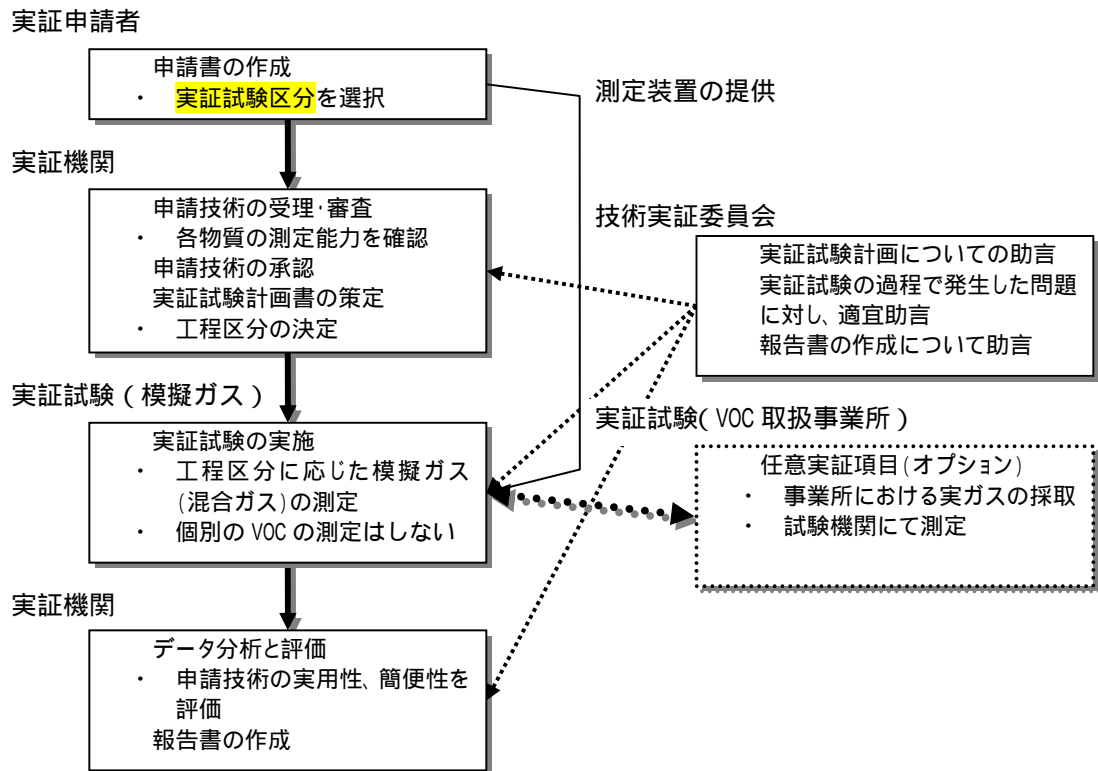 実証申請者
申請書の作成
・ 実証試験区分を選択
測定装置の提供
実証機関
申請技術の受理・審査
・ 各物質の測定能力を確認
申請技術の承認
実証試験計画書の策定
・ 工程区分の決定
技術実証委員会
実証試験計画についての助言
実証試験の過程で発生した問題
に対し、適宜助言
報告書の作成について助言
実証試験(模擬ガス)
実証試験の実施
・ 工程区分に応じた模擬ガス
(混合ガス)の測定
・ 個別の VOC の測定はしない
実証試験(VOC 取扱事業所)
任意実証項目(オプション)
・ 事業所における実ガスの採取
・ 試験機関にて測定
実証機関
データ分析と評価
・ 申請技術の実用性、簡便性を
評価
報告書の作成